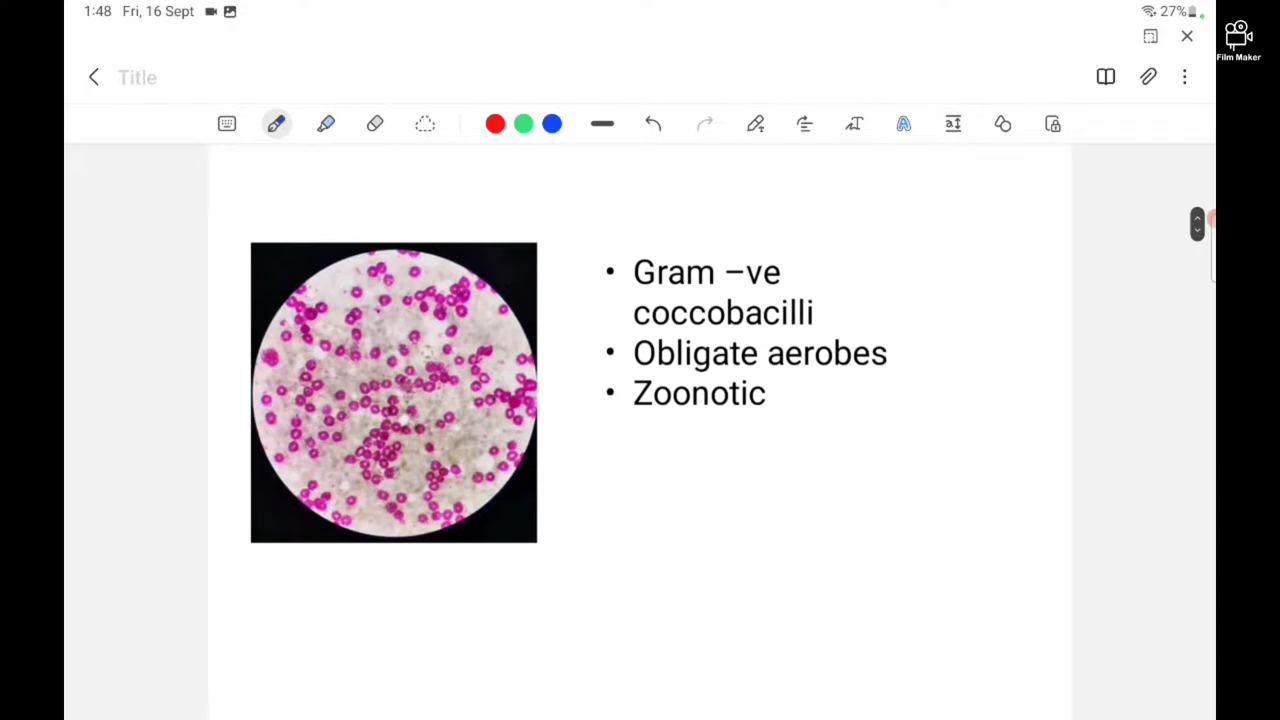 1:48 Fri, 16 Sept
27%
Film Maker
Title
• Gram –ve
coccobacilli
• Obligate aerobes
• Zoonotic